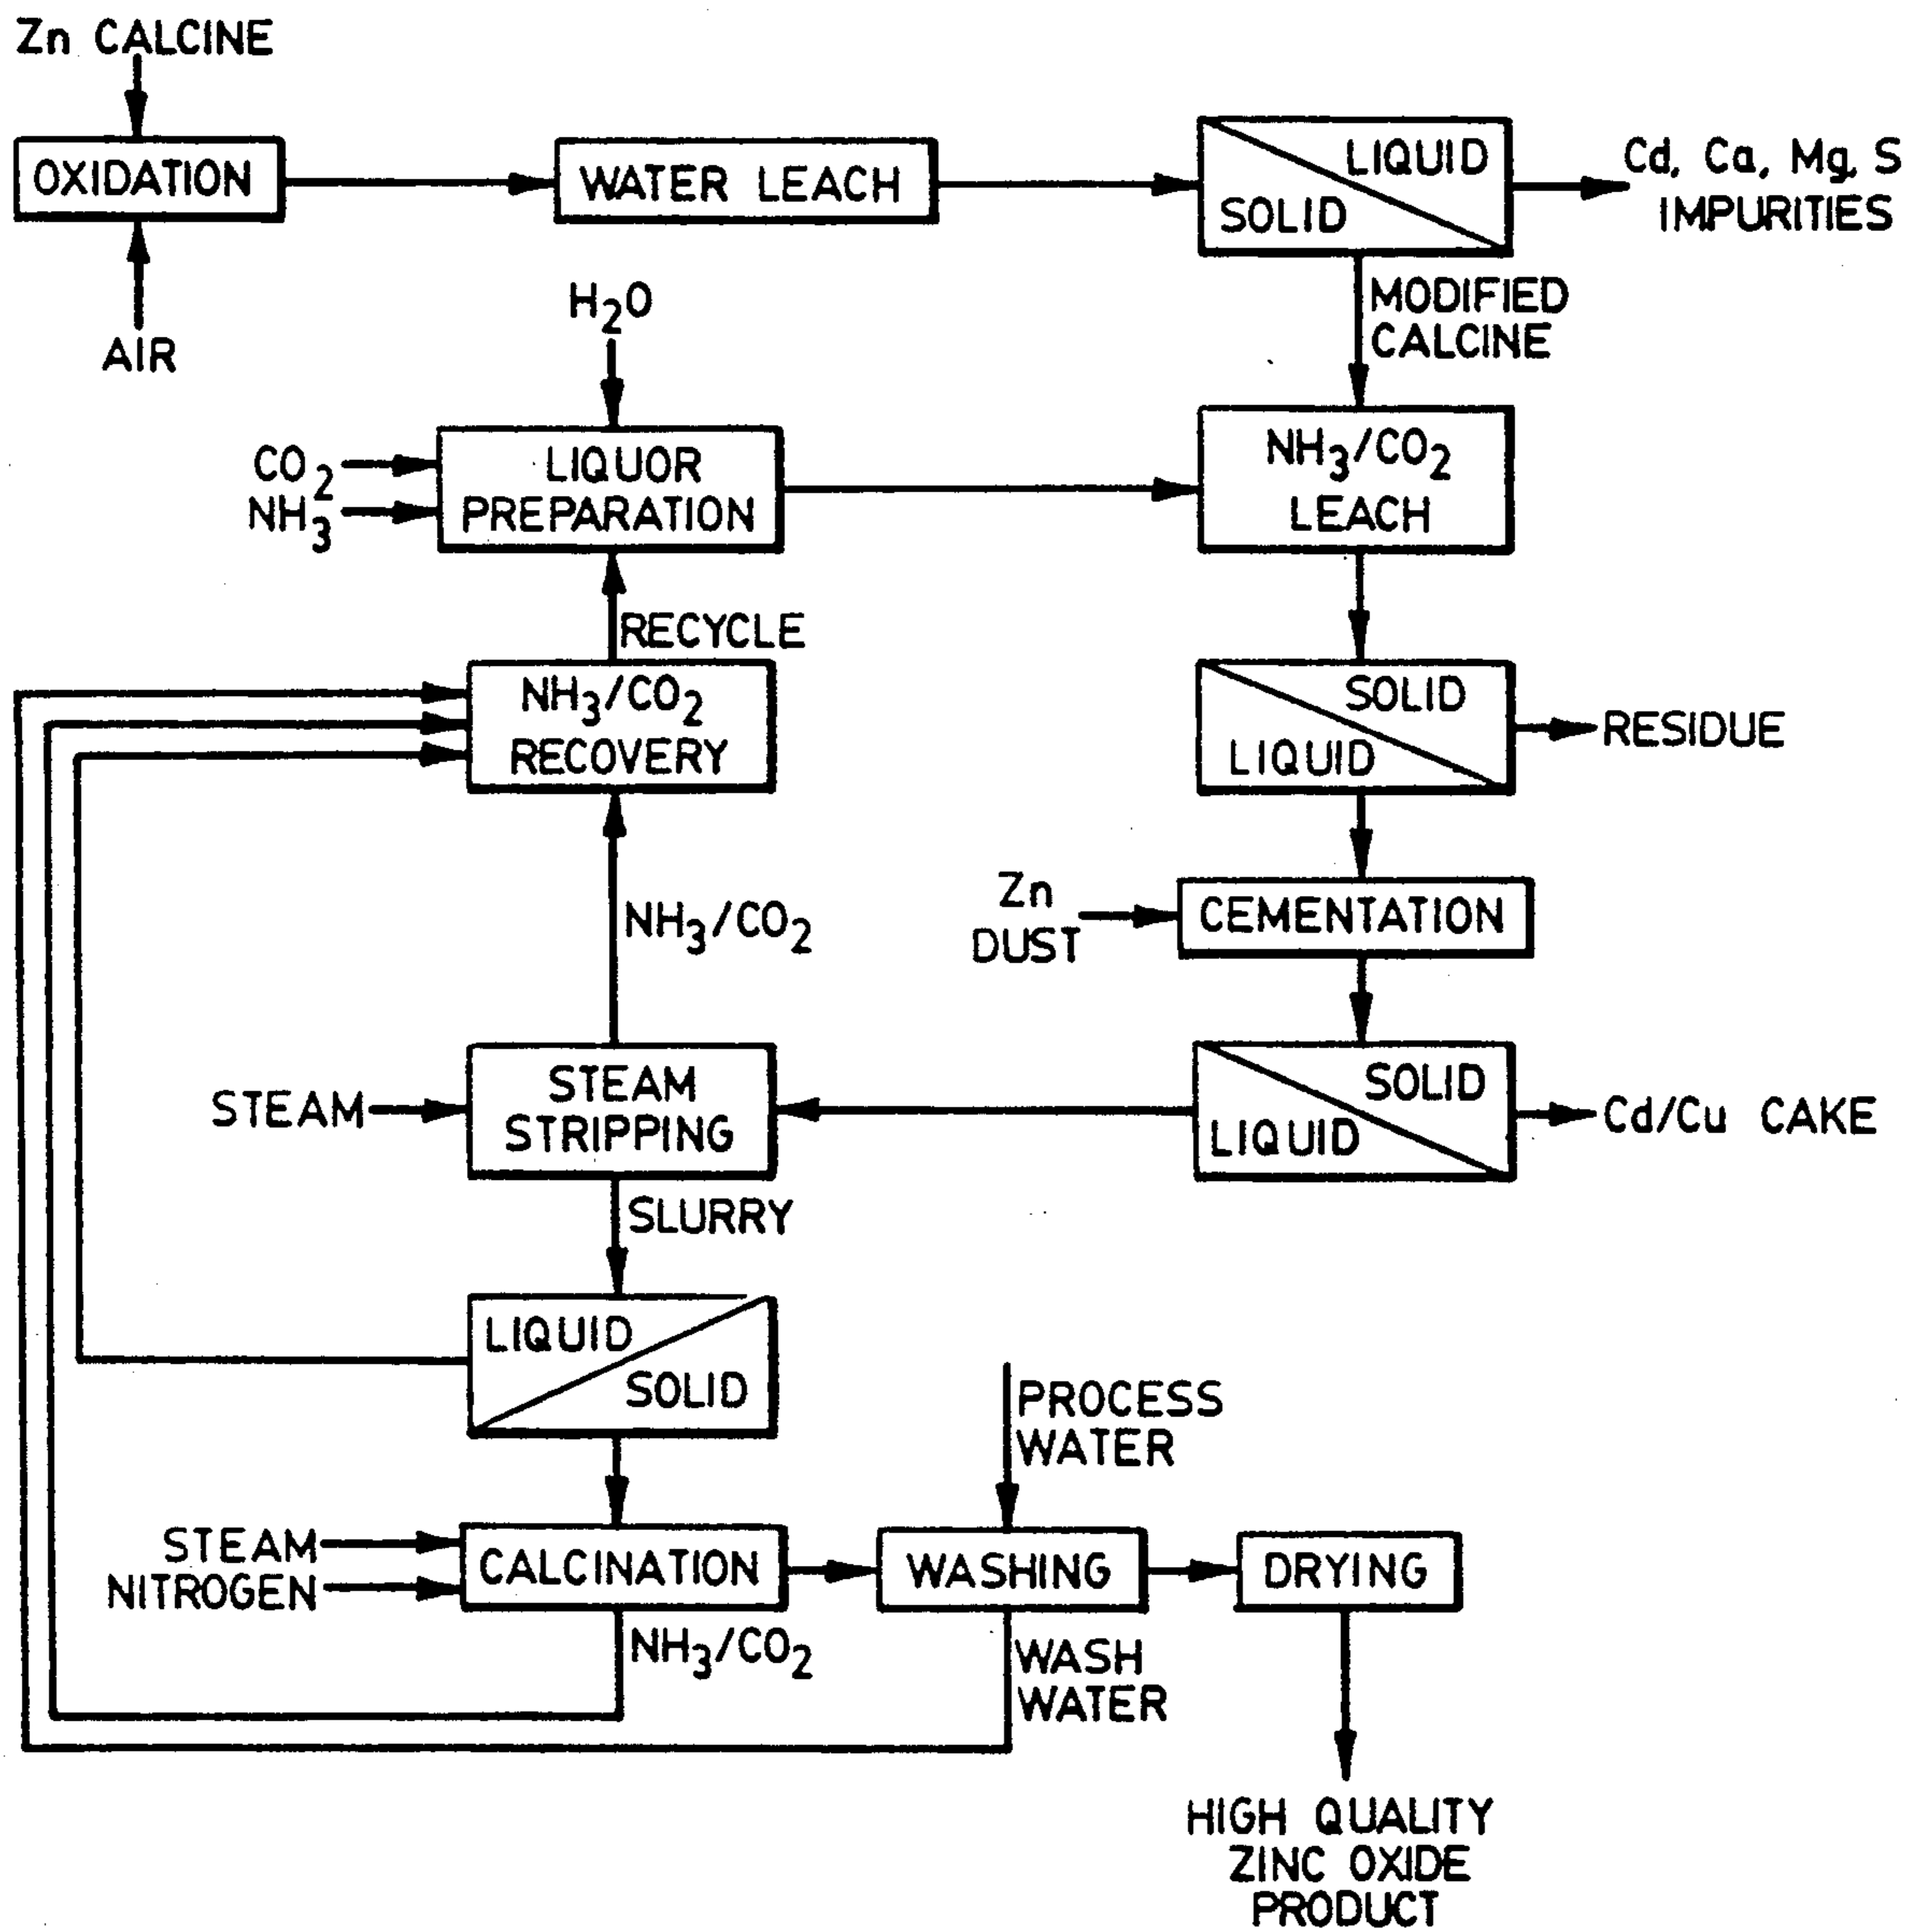 Zn CALCINE
OXIDATION
AIR
WATER LEACH
LIQUID
SOLID
Cd, Ca, Mg, S
IMPURITIES
MODIFIED
CALCINE
H₂O
CO₂
NH₃
LIQUOR
PREPARATION
NH₃/CO₂
LEACH
RECYCLE
NH₃/CO₂
RECOVERY
SOLID
LIQUID
RESIDUE
Zn
DUST
CEMENTATION
NH₃/CO₂
STEAM
STEAM
STRIPPING
SOLID
LIQUID
Cd/Cu CAKE
SLURRY
LIQUID
SOLID
PROCESS
WATER
STEAM
NITROGEN
CALCINATION
WASHING
DRYING
NH₃/CO₂
WASH
WATER
HIGH QUALITY
ZINC OXIDE
PRODUCT